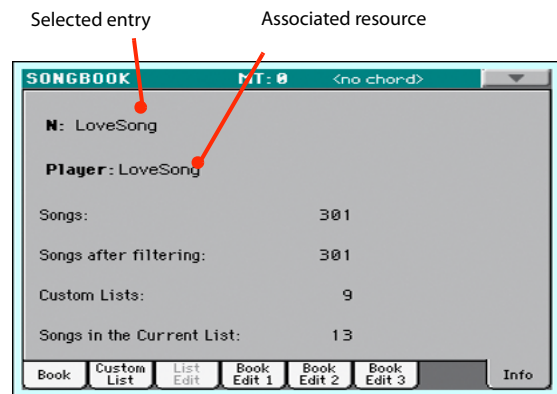 Selected entry
Associated resource
SONGBOOK MT: 0 <no chord>
N: LoveSong
Player: LoveSong
Songs: 301
Songs after filtering: 301
Custom Lists: 9
Songs in the Current List: 13
Book Custom List List Edit Book Edit 1 Book Edit 2 Book Edit 3 Info